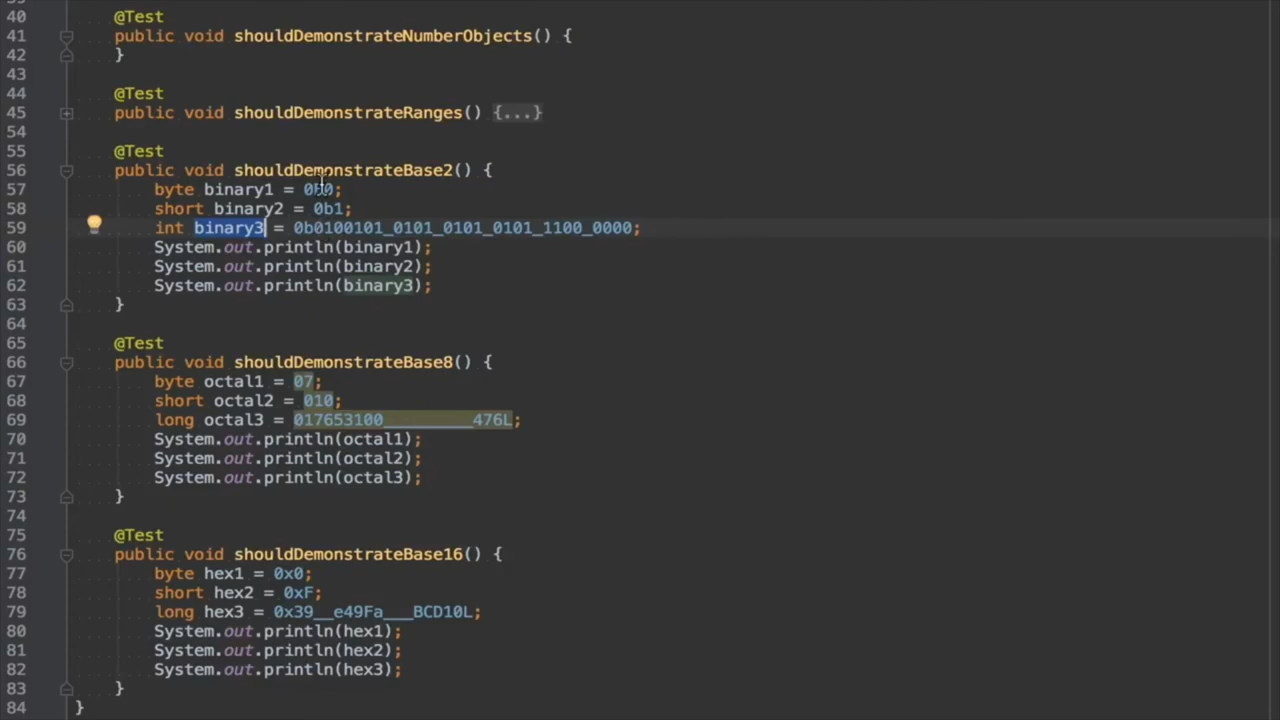 40 @Test
41 public void shouldDemonstrateNumberObjects() {
42 }
43
44 @Test
45 public void shouldDemonstrateRanges() {...}
54
55 @Test
56 public void shouldDemonstrateBase2() {
57 byte binary1 = 0b0;
58 short binary2 = 0b1;
59 int binary3 = 0b0100101_0101_0101_0101_1100_0000;
60 System.out.println(binary1);
61 System.out.println(binary2);
62 System.out.println(binary3);
63 }
64
65 @Test
66 public void shouldDemonstrateBase8() {
67 byte octal1 = 07;
68 short octal2 = 010;
69 long octal3 = 017653100_________476L;
70 System.out.println(octal1);
71 System.out.println(octal2);
72 System.out.println(octal3);
73 }
74
75 @Test
76 public void shouldDemonstrateBase16() {
77 byte hex1 = 0x0;
78 short hex2 = 0xF;
79 long hex3 = 0x39__e49Fa___BCD10L;
80 System.out.println(hex1);
81 System.out.println(hex2);
82 System.out.println(hex3);
83 }
84 }